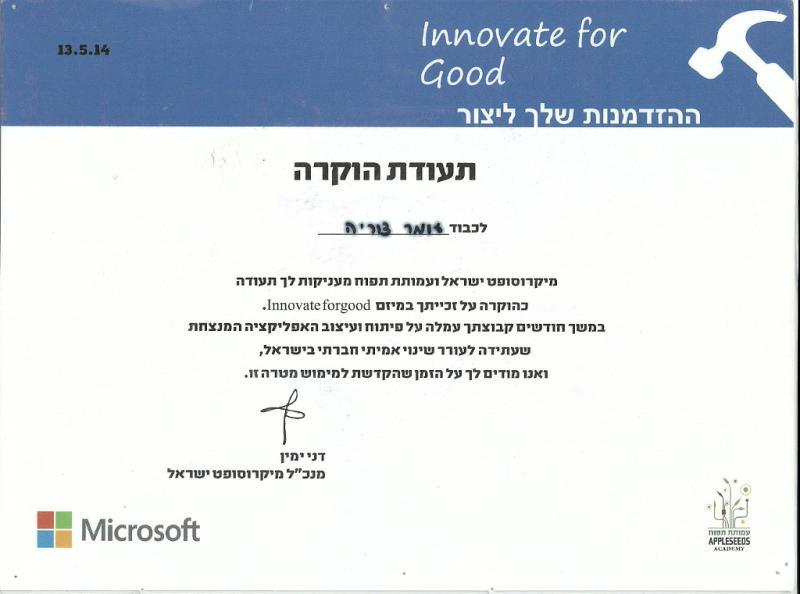 13.5.14
Innovate for
Good
ההזדמנות שלך ליצור
תעודת הוקרה
לכבוד זומר צוריה
מיקרוסופט ישראל ועמותת תפוח מעניקות לך תעודה
כהוקרה על זכייתך במיזם Innovateforgood.
במשך חודשים קבוצתך עמלה על פיתוח ועיצוב האפליקציה המנצחת
שעתידה לעורר שינוי אמיתי חברתי בישראל,
ואנו מודים לך על הזמן שהקדשת למימוש מטרה זו.
דני ימין
מנכ"ל מיקרוסופט ישראל
Microsoft
עמותת תפוח
APPLESEEDS
ACADEMY